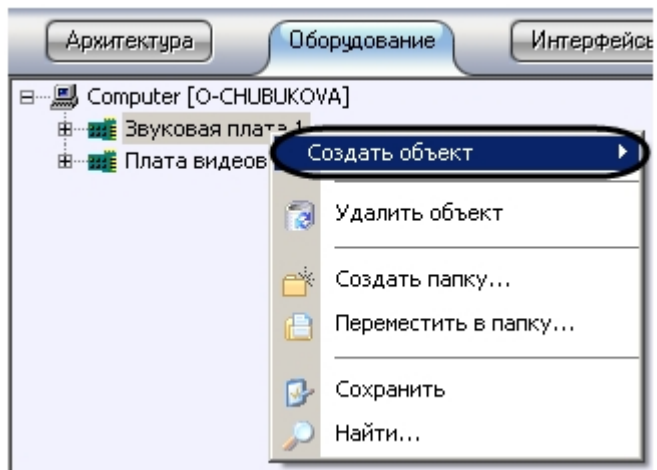 Архитектура Оборудование Интерфейсы
Computer [O-CHUBUKOVA]
Звуковая плата 1
Плата видеов
Создать объект
Удалить объект
Создать папку...
Переместить в папку...
Сохранить
Найти...